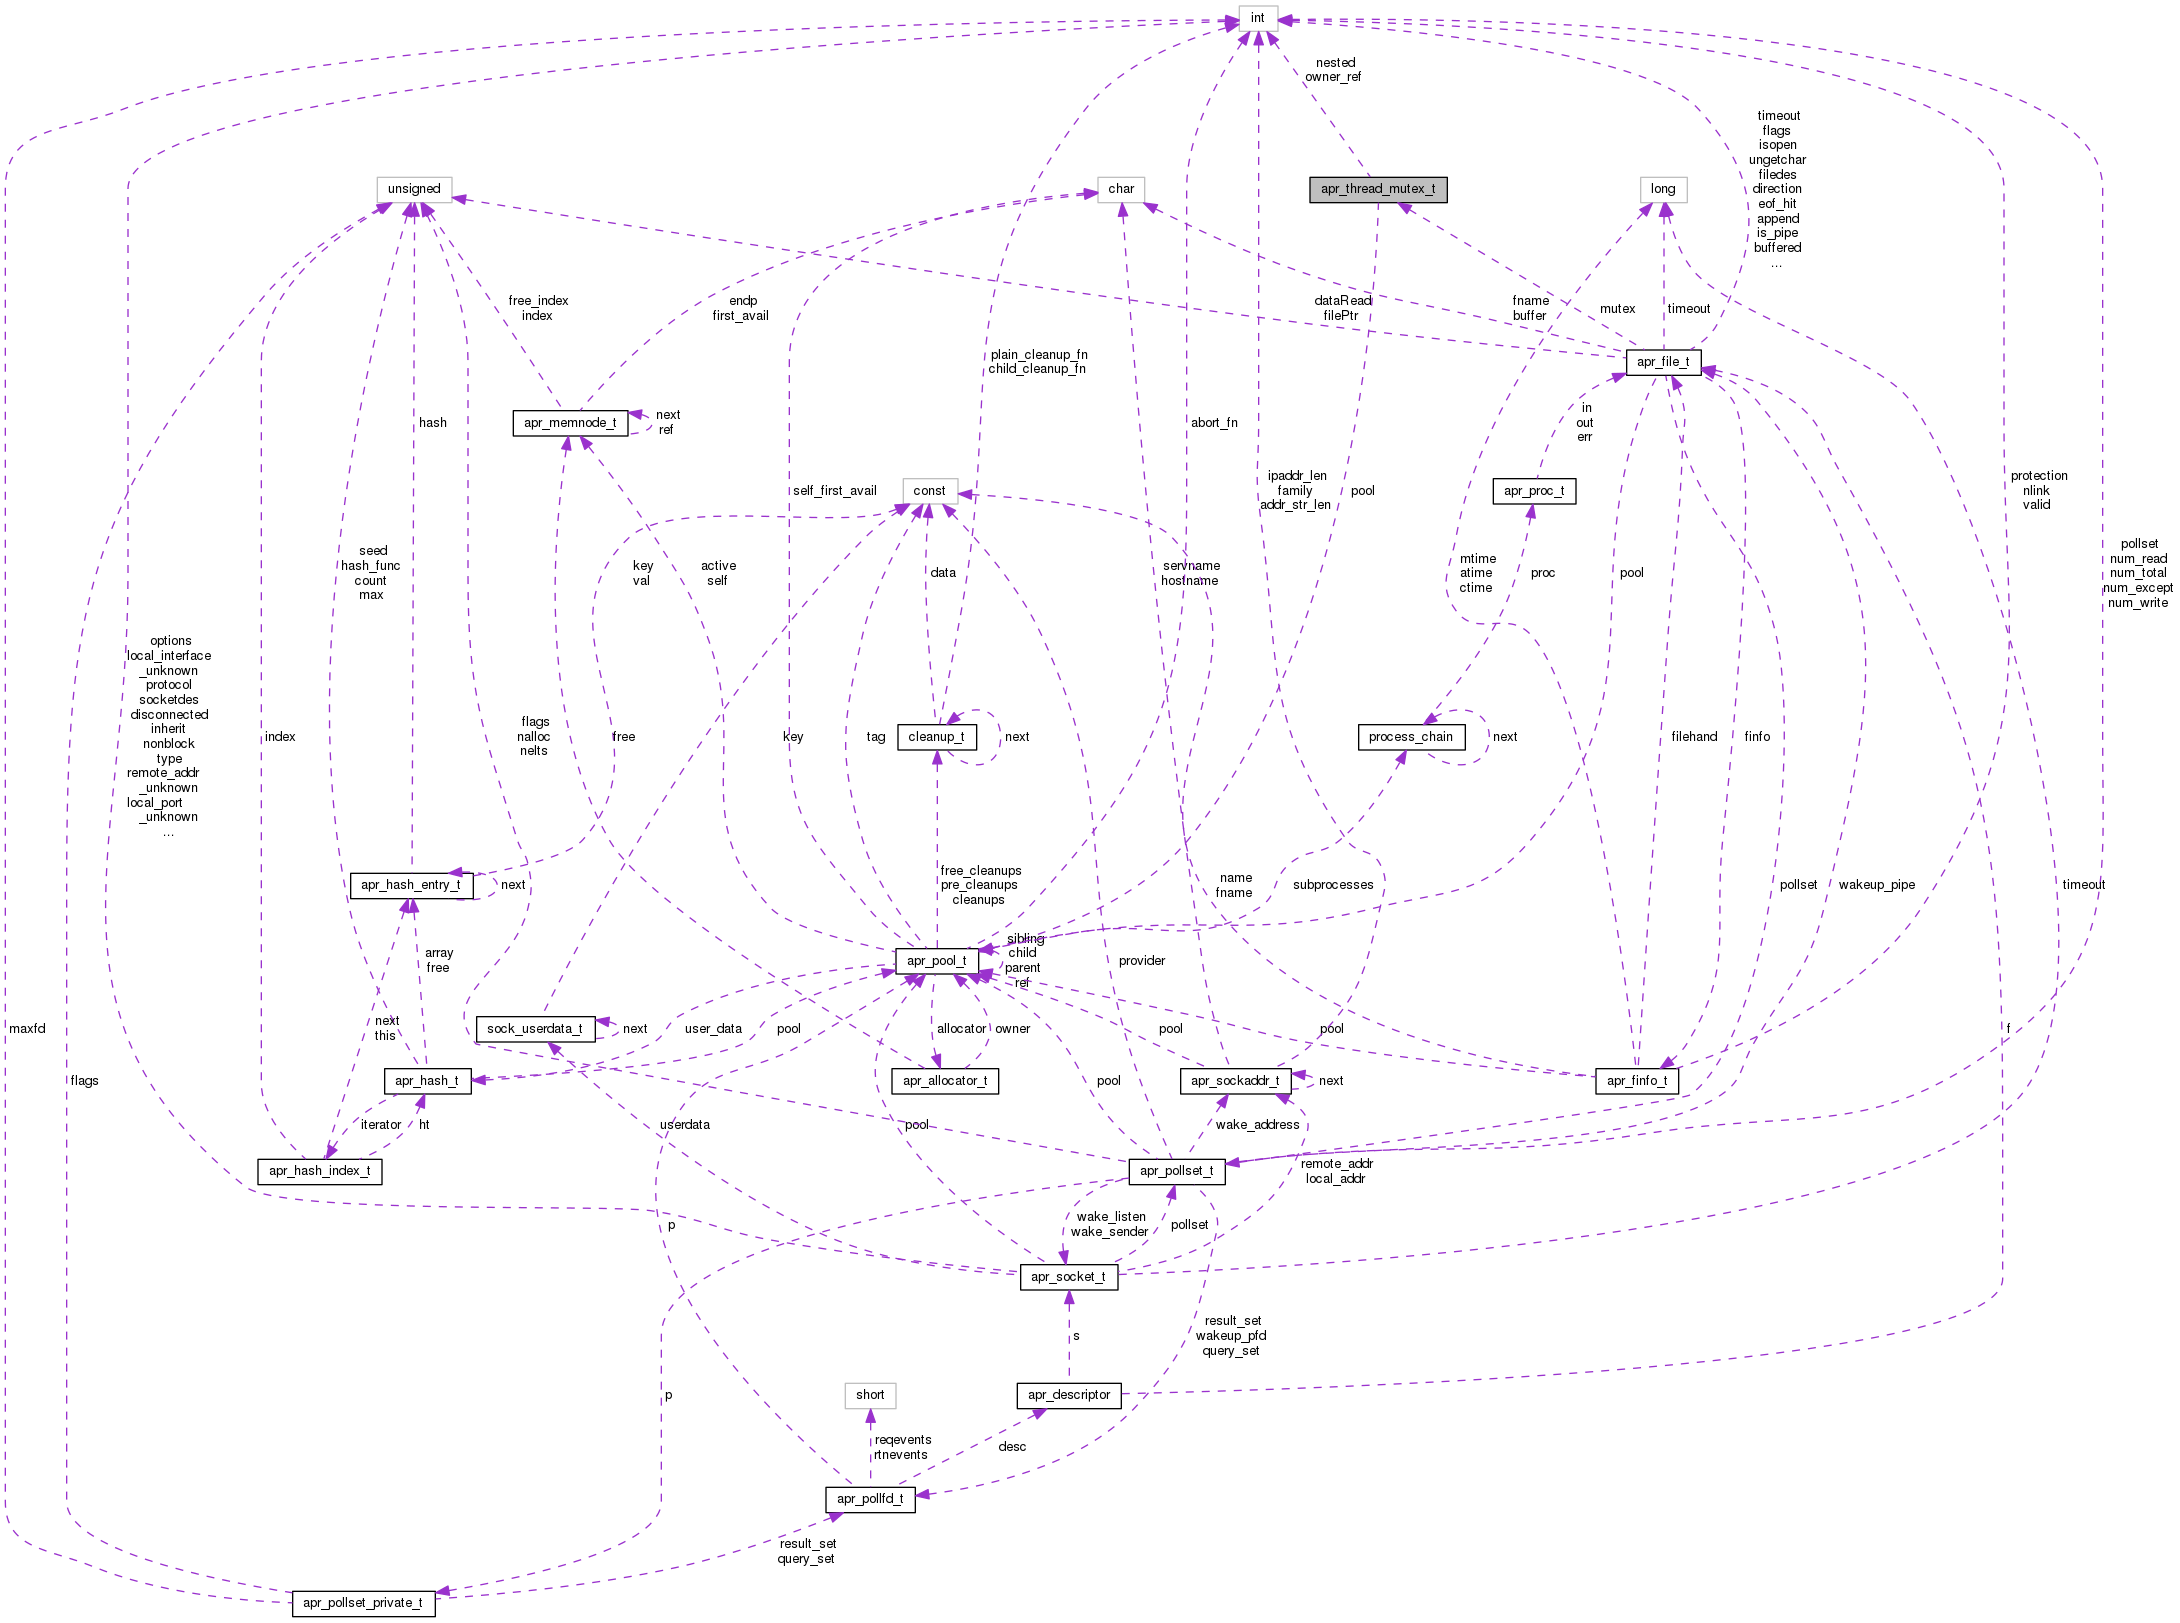 int
nested
owner_ref
timeout
flags
isopen
ungetchar
filedes
direction
eof_hit
append
is_pipe
buffered
...
unsigned
char
apr_thread_mutex_t
long
free_index
index
endp
first_avail
dataRead
filePtr
fname
buffer
mutex
timeout
plain_cleanup_fn
child_cleanup_fn
apr_file_t
hash
apr_memnode_t
next
ref
abort_fn
in
out
err
self_first_avail
const
ipaddr_len
family
addr_str_len
pool
apr_proc_t
protection
nlink
valid
seed
hash_func
count
max
key
val
active
self
data
servname
hostname
mtime
atime
ctime
proc
pool
pollset
num_read
num_total
num_except
num_write
options
local_interface
_unknown
protocol
socketdes
disconnected
inherit
nonblock
type
remote_addr
_unknown
local_port
_unknown
...
index
flags
nalloc
nelts
free
key
tag
cleanup_t
next
process_chain
next
filehand
finfo
apr_hash_entry_t
next
free_cleanups
pre_cleanups
cleanups
name
fname
subprocesses
pollset
wakeup_pipe
timeout
array
free
apr_pool_t
sibling
child
parent
ref
provider
maxfd
next
this
sock_userdata_t
next
user_data
pool
allocator
owner
pool
pool
f
flags
apr_hash_t
apr_allocator_t
pool
apr_sockaddr_t
next
apr_finfo_t
iterator
ht
userdata
pool
wake_address
apr_hash_index_t
apr_pollset_t
remote_addr
local_addr
p
wake_listen
wake_sender
pollset
apr_socket_t
s
result_set
wakeup_pfd
query_set
p
short
apr_descriptor
reqevents
rtnevents
desc
apr_pollfd_t
result_set
query_set
apr_pollset_private_t